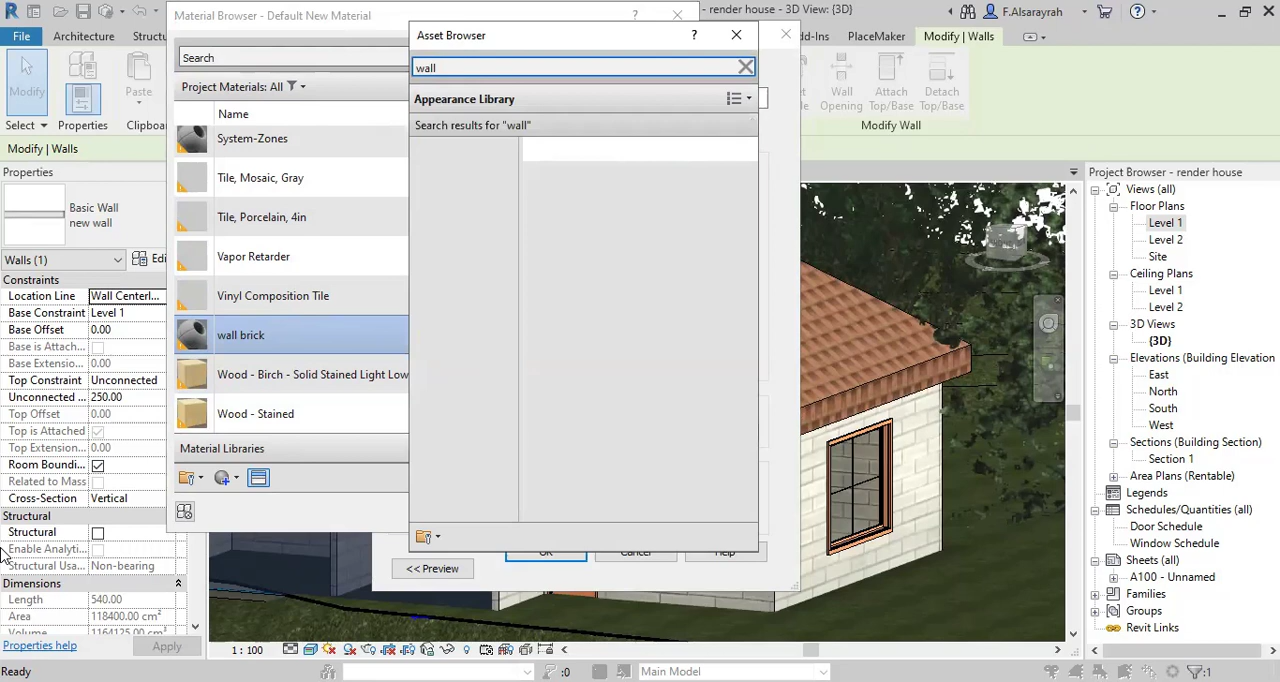 Material Browser - Default New Material
?
- render house - 3D View: {3D}
F.Alsarayrah
File
Architecture
Structu
Asset Browser
?
dd-Ins
PlaceMaker
Modify | Walls
Search
wall
Modify
Paste
Wall
Opening
Attach
Top/Base
Detach
Top/Base
Project Materials: All
Appearance Library
Select
Properties
Clipboa
Name
Search results for "wall"
Modify Wall
Modify | Walls
System-Zones
Properties
Project Browser - render house
Tile, Mosaic, Gray
Views (all)
Floor Plans
Basic Wall
new wall
Tile, Porcelain, 4in
Level 1
Level 2
Walls (1)
Edi
Vapor Retarder
Site
Constraints
Ceiling Plans
Location Line
Wall Centerl...
Vinyl Composition Tile
Level 1
Base Constraint
Level 1
Level 2
Base Offset
0.00
wall brick
3D Views
Base is Attach...
{3D}
Base Extensio...
0.00
Elevations (Building Elevation
Top Constraint
Unconnected
Wood - Birch - Solid Stained Light Low
East
Unconnected ...
250.00
North
Top Offset
0.00
Wood - Stained
South
Top is Attached
West
Top Extension...
0.00
Material Libraries
Sections (Building Section)
Room Boundi...
Section 1
Related to Mass
Area Plans (Rentable)
Cross-Section
Vertical
Legends
Structural
Schedules/Quantities (all)
Structural
Door Schedule
Enable Analyti...
Window Schedule
Structural Usa...
Non-bearing
OK
Cancel
Help
Sheets (all)
Dimensions
<< Preview
A100 - Unnamed
Length
540.00
Families
Area
118400.00 cm²
Groups
Volume
1164125.00 cm³
Revit Links
Properties help
Apply
1 : 100
Ready
:0
Main Model
:1